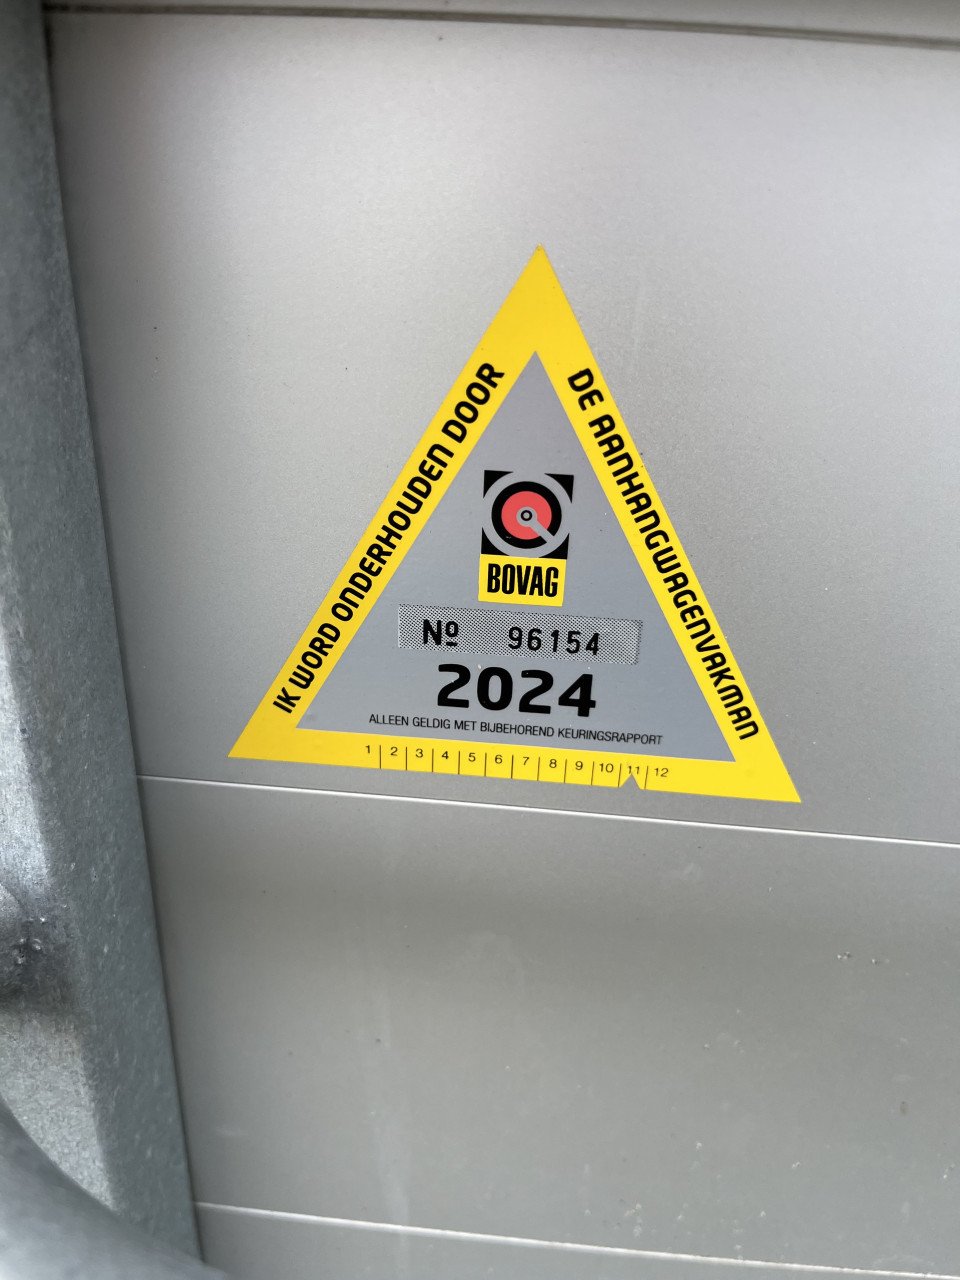 IK WORD ONDERHOUDEN DOOR
DE AANHANGWAGENVAKMAN
BOVAG
Nº 96154
2024
ALLEEN GELDIG MET BIJBEHOREND KEURINGSRAPPORT
1 2 3 4 5 6 7 8 9 10 11 12